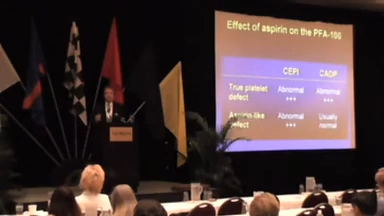 Effect of aspirin on the PFA-100
CEPI CADP
True platelet defect Abnormal +++ Abnormal +++
Aspirin-like defect Abnormal +++ Usually normal